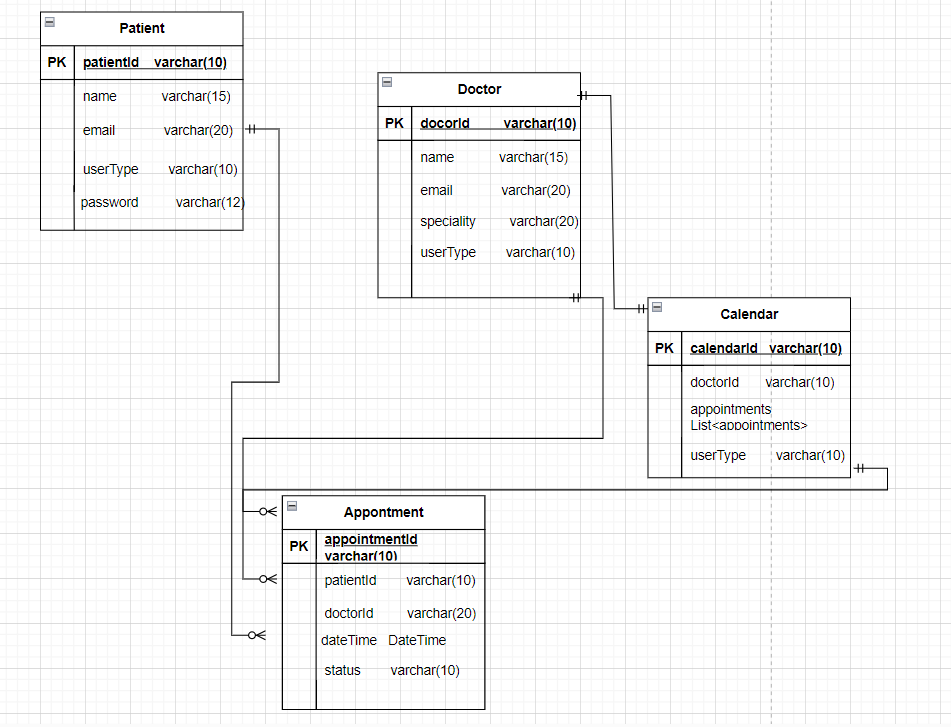 Patient
PK patientId varchar(10)
name varchar(15)
email varchar(20)
userType varchar(10)
password varchar(12)
Doctor
PK docorId varchar(10)
name varchar(15)
email varchar(20)
speciality varchar(20)
userType varchar(10)
Calendar
PK calendarId varchar(10)
doctorId varchar(10)
appointments
List<appointments>
userType varchar(10)
Appontment
PK appointmentId
varchar(10)
patientId varchar(10)
doctorId varchar(20)
dateTime DateTime
status varchar(10)